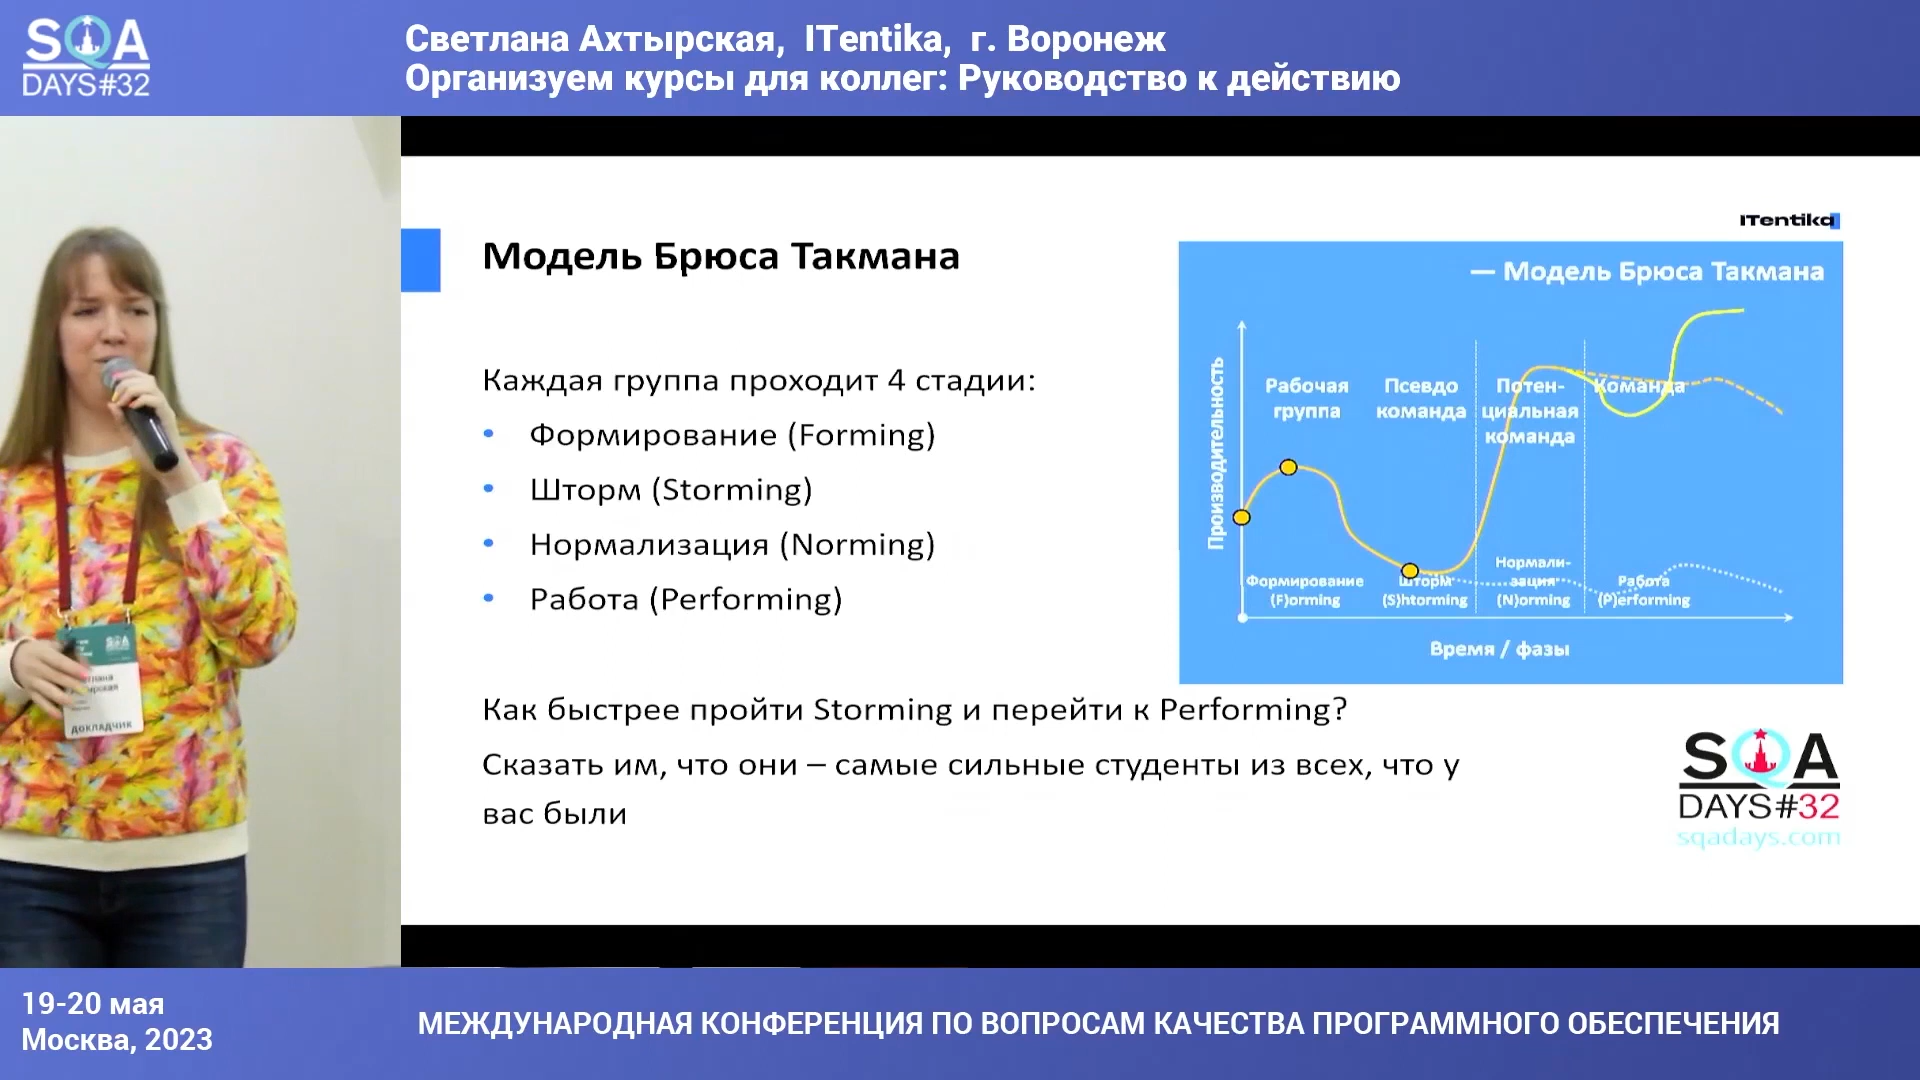 SQA
DAYS#32
Светлана Ахтырская, ITentika, г. Воронеж
Организуем курсы для коллег: Руководство к действию
ITentika
Модель Брюса Такмана
Каждая группа проходит 4 стадии:
• Формирование (Forming)
• Шторм (Storming)
• Нормализация (Norming)
• Работа (Performing)
Как быстрее пройти Storming и перейти к Performing?
Сказать им, что они – самые сильные студенты из всех, что у
вас были
— Модель Брюса Такмана
Производительность
Рабочая
группа
Псевдо
команда
Потен-
циальная
команда
Команда
Формирование
(F)orming
Шторм
(S)htorming
Нормали-
зация
(N)orming
Работа
(P)erforming
Время / фазы
SQA
DAYS#32
sqadays.com
SQA
ДОКЛАДЧИК
19-20 мая
Москва, 2023
МЕЖДУНАРОДНАЯ КОНФЕРЕНЦИЯ ПО ВОПРОСАМ КАЧЕСТВА ПРОГРАММНОГО ОБЕСПЕЧЕНИЯ